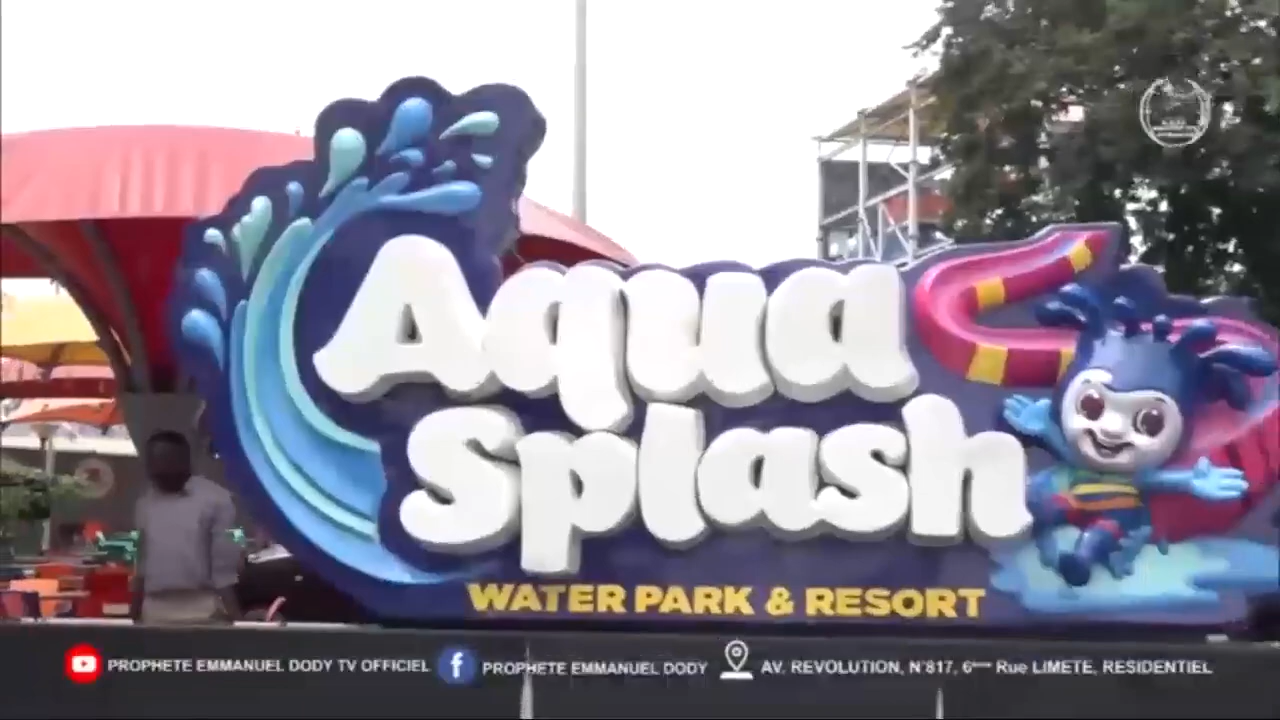 Aqua
Splash
WATER PARK & RESORT
PROPHETE EMMANUEL DODY TV OFFICIEL PROPHETE EMMANUEL DODY AV. REVOLUTION, N°817, 6ème Rue LIMETE, RESIDENTIEL